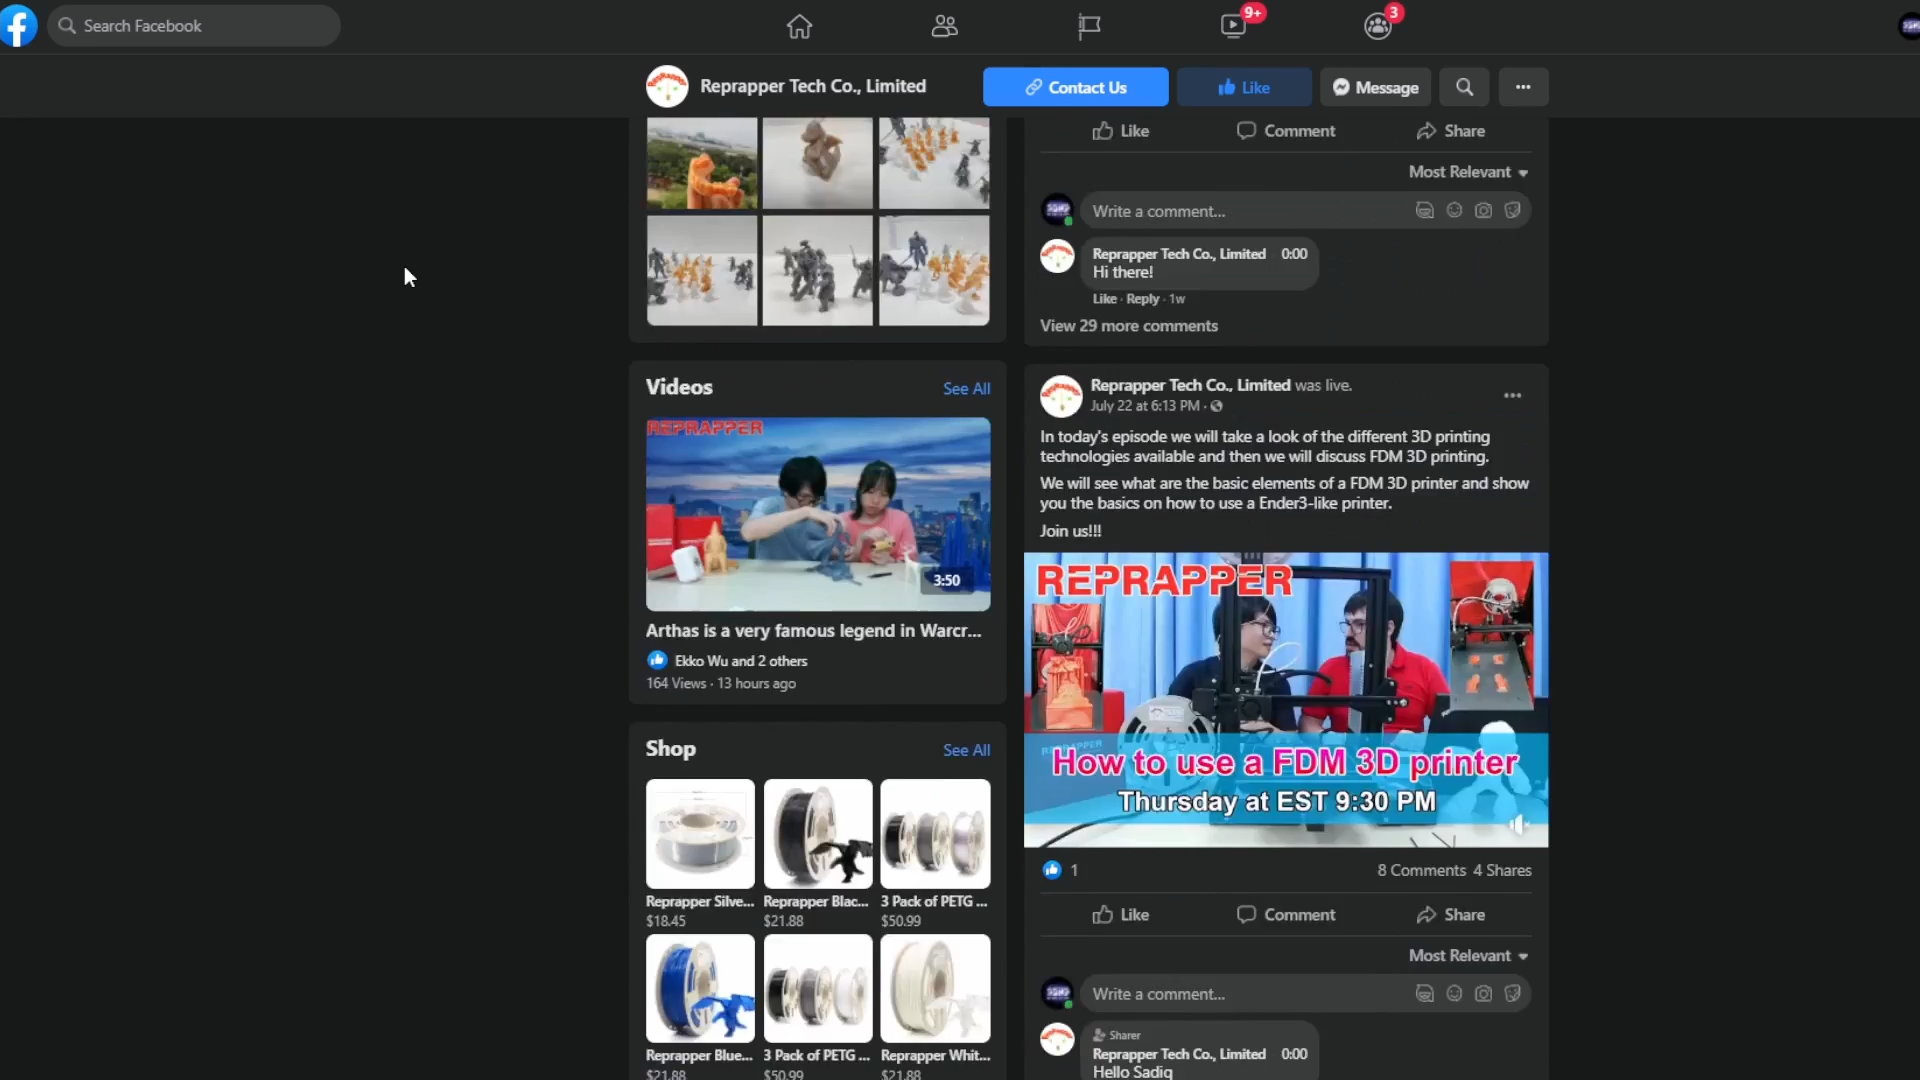 Search Facebook
9+
3
Reprapper Tech Co., Limited
Contact Us
Like
Message
Videos
See All
REPRAPPER
3:50
Arthas is a very famous legend in Warcr...
Ekko Wu and 2 others
164 Views · 13 hours ago
Shop
See All
Reprapper Silve...
$18.45
Reprapper Blac...
$21.88
3 Pack of PETG ...
$50.99
Reprapper Blue...
$21.88
3 Pack of PETG ...
$50.99
Reprapper Whit...
$21.88
Like
Comment
Share
Most Relevant
Write a comment...
Reprapper Tech Co., Limited 0:00
Hi there!
Like · Reply · 1w
View 29 more comments
Reprapper Tech Co., Limited was live.
July 22 at 6:13 PM ·
In today's episode we will take a look of the different 3D printing
technologies available and then we will discuss FDM 3D printing.
We will see what are the basic elements of a FDM 3D printer and show
you the basics on how to use a Ender3-like printer.
Join us!!!
REPRAPPER
How to use a FDM 3D printer
Thursday at EST 9:30 PM
1
8 Comments 4 Shares
Like
Comment
Share
Most Relevant
Write a comment...
Sharer
Reprapper Tech Co., Limited 0:00
Hello Sadiq